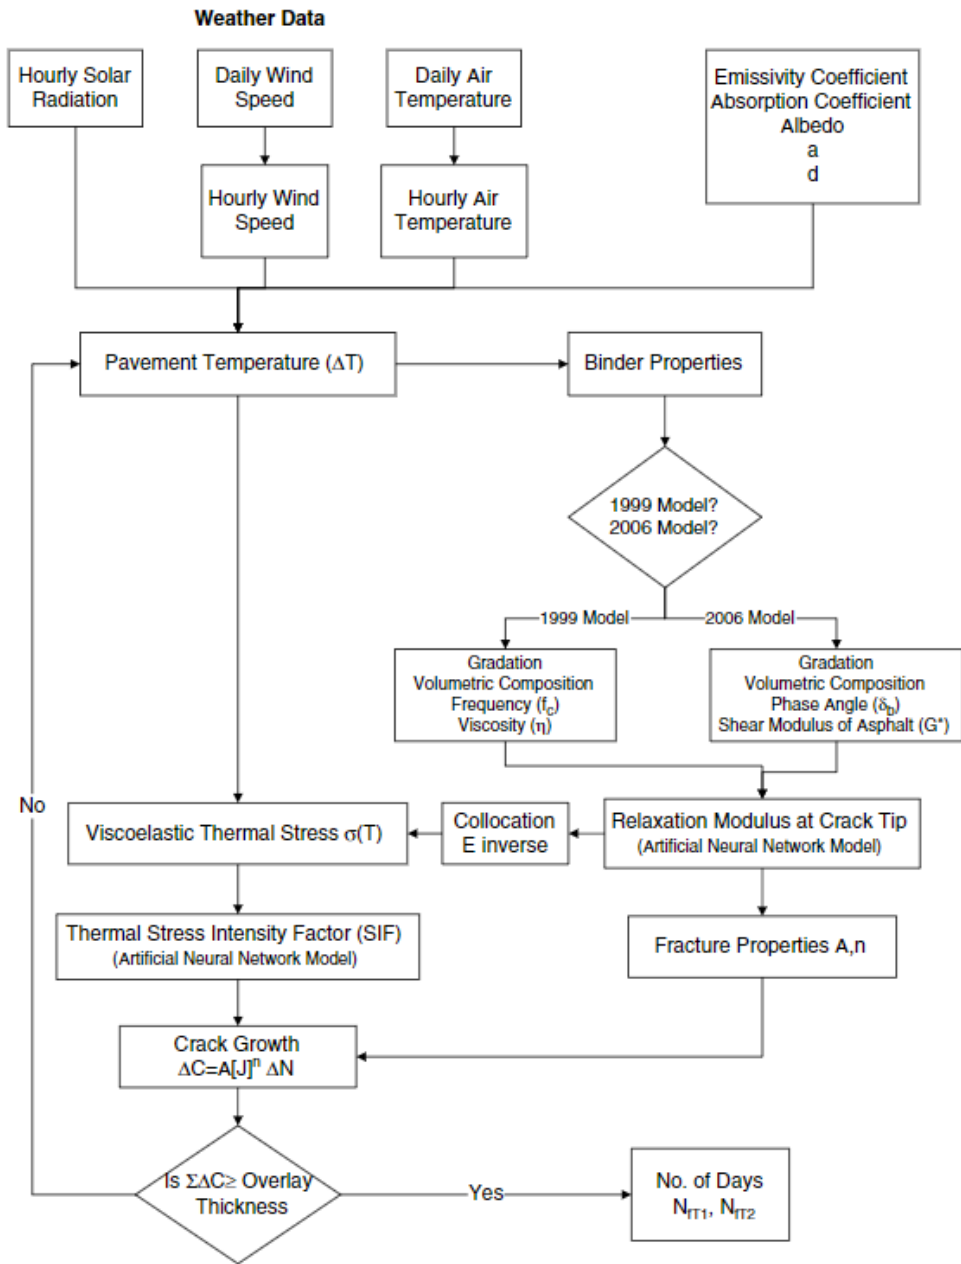 Weather Data
Hourly Solar
Radiation
Daily Wind
Speed
Daily Air
Temperature
Emissivity Coefficient
Absorption Coefficient
Albedo
a
d
Hourly Wind
Speed
Hourly Air
Temperature
Pavement Temperature (ΔT)
Binder Properties
1999 Model?
2006 Model?
1999 Model
2006 Model
Gradation
Volumetric Composition
Frequency (fc)
Viscosity (η)
Gradation
Volumetric Composition
Phase Angle (δb)
Shear Modulus of Asphalt (G*)
No
Viscoelastic Thermal Stress σ(T)
Collocation
E inverse
Relaxation Modulus at Crack Tip
(Artificial Neural Network Model)
Thermal Stress Intensity Factor (SIF)
(Artificial Neural Network Model)
Fracture Properties A,n
Crack Growth
ΔC=A[J]ⁿ ΔN
Is ΣΔC≥ Overlay
Thickness
Yes
No. of Days
NfT1, NfT2